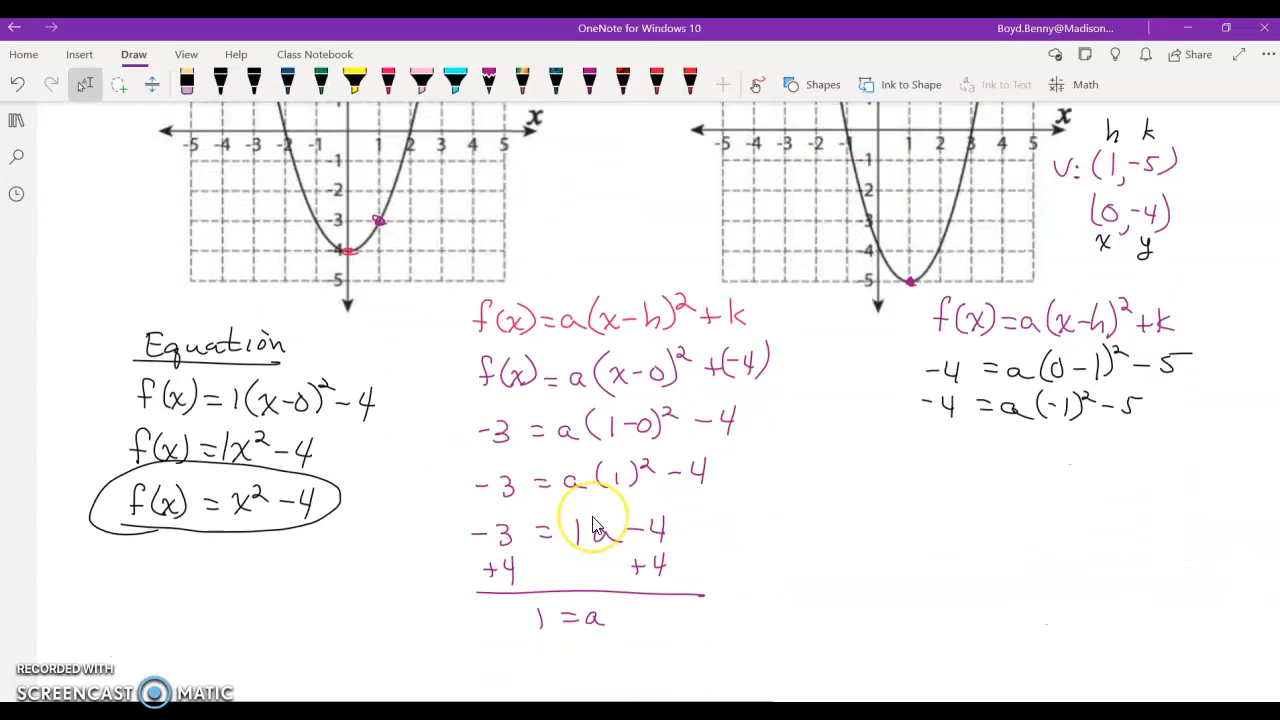 OneNote for Windows 10
Boyd.Benny@Madison...
Home Insert Draw View Help Class Notebook
Share
Shapes Ink to Shape Ink to Text Math
x
-5 -4 -3 -2 -1 1 2 3 4 5
-1
-2
-3
-4
-5
x
-5 -4 -3 -2 -1 1 2 3 4 5
-1
-2
-3
-4
-5
h k
V: (1,-5)
(0,-4)
x y
Equation
f(x)=1(x-0)²-4
f(x)=1x²-4
f(x) = x²-4
f(x)=a(x-h)²+k
f(x)=a(x-0)²+(-4)
-3 = a(1-0)²-4
-3 = a(1)²-4
-3 = 1a-4
+4 +4
1 = a
f(x)=a(x-h)²+k
-4 = a(0-1)²-5
-4 = a(-1)²-5
RECORDED WITH
SCREENCAST MATIC